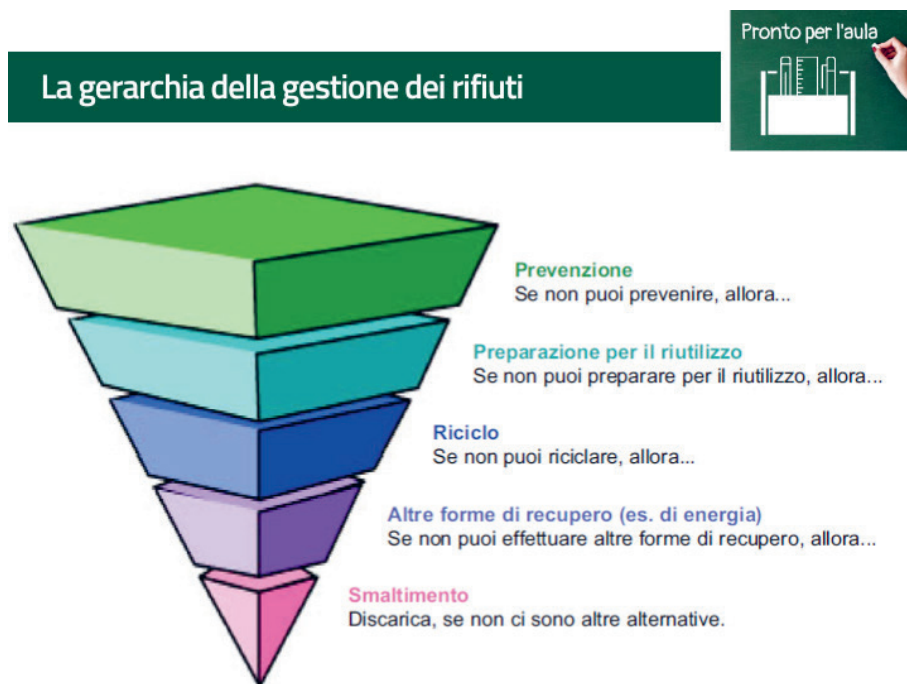 Pronto per l'aula
La gerarchia della gestione dei rifiuti
Prevenzione
Se non puoi prevenire, allora...
Preparazione per il riutilizzo
Se non puoi preparare per il riutilizzo, allora...
Riciclo
Se non puoi riciclare, allora...
Altre forme di recupero (es. di energia)
Se non puoi effettuare altre forme di recupero, allora...
Smaltimento
Discarica, se non ci sono altre alternative.